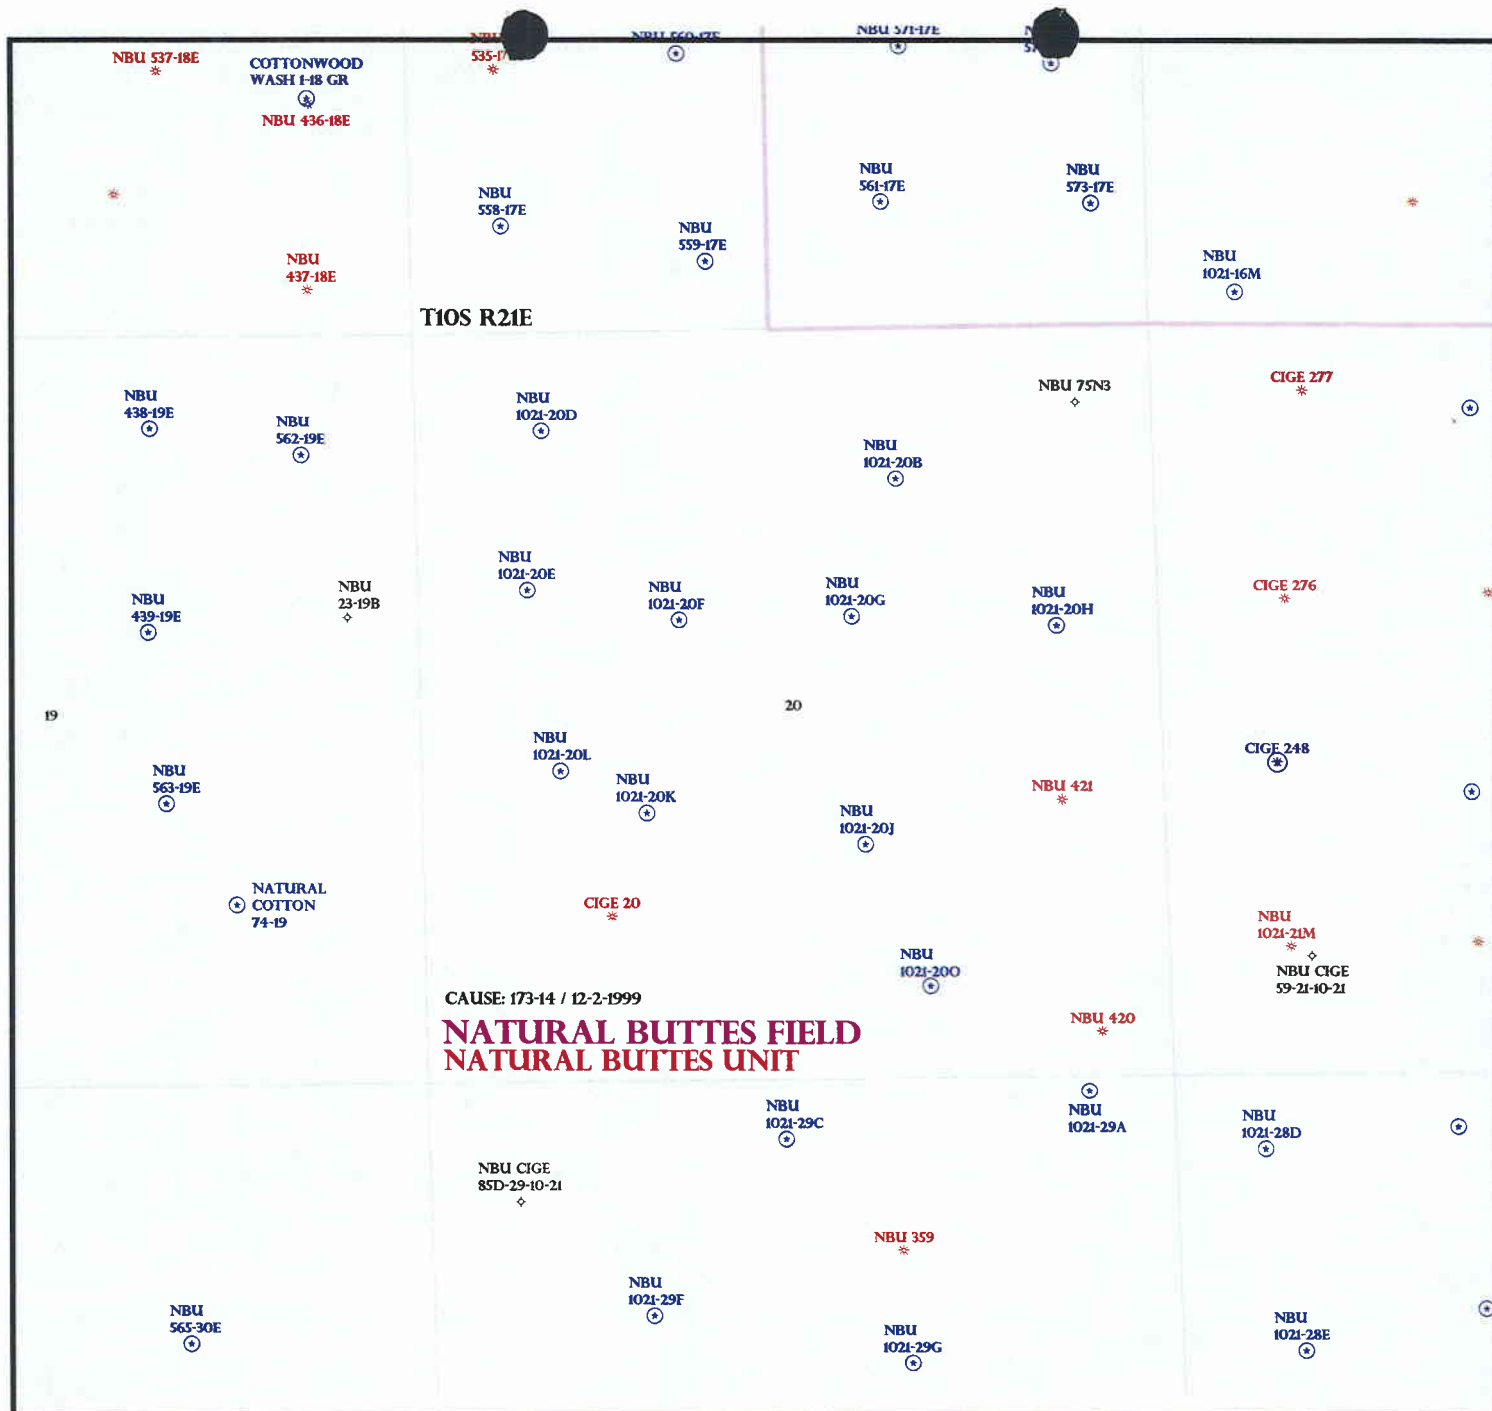 NBU 537-18E
COTTONWOOD
WASH 1-18 GR
NBU 436-18E
NBU 560-17E
NBU 571-17E
NBU
558-17E
NBU
559-17E
NBU
561-17E
NBU
573-17E
NBU
1021-16M
NBU
437-18E
T10S R21E
NBU
438-19E
NBU
562-19E
NBU
1021-20D
NBU
1021-20B
NBU 75N3
CIGE 277
NBU
439-19E
NBU
23-19B
NBU
1021-20E
NBU
1021-20F
NBU
1021-20G
NBU
1021-20H
CIGE 276
19
20
NBU
563-19E
NBU
1021-20L
NBU
1021-20K
NBU
1021-20J
NBU 421
CIGE 248
NATURAL
COTTON
74-19
CIGE 20
NBU
1021-20O
NBU
1021-21M
NBU CIGE
59-21-10-21
NBU 420
CAUSE: 173-14 / 12-2-1999
NATURAL BUTTES FIELD
NATURAL BUTTES UNIT
NBU
1021-29C
NBU
1021-29A
NBU
1021-28D
NBU CIGE
85D-29-10-21
NBU 359
NBU
565-30E
NBU
1021-29F
NBU
1021-29G
NBU
1021-28E